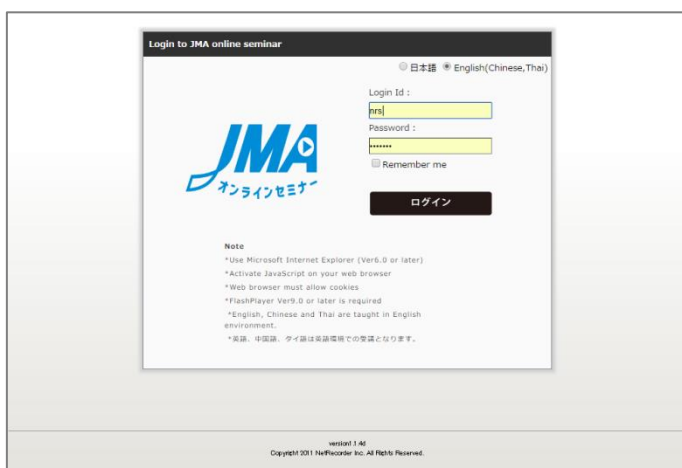 Login to JMA online seminar
日本語 English(Chinese,Thai)
Login Id :
nrs
Password :
•••••••
Remember me
JMA
オンラインセミナー
ログイン
Note
*Use Microsoft Internet Explorer (Ver6.0 or later)
*Activate JavaScript on your web browser
*Web browser must allow cookies
*FlashPlayer Ver9.0 or later is required
*English, Chinese and Thai are taught in English
environment.
*英語、中国語、タイ語は英語環境での受講となります。
version1.1.4d
Copyright 2011 NetRecorder Inc. All Rights Reserved.